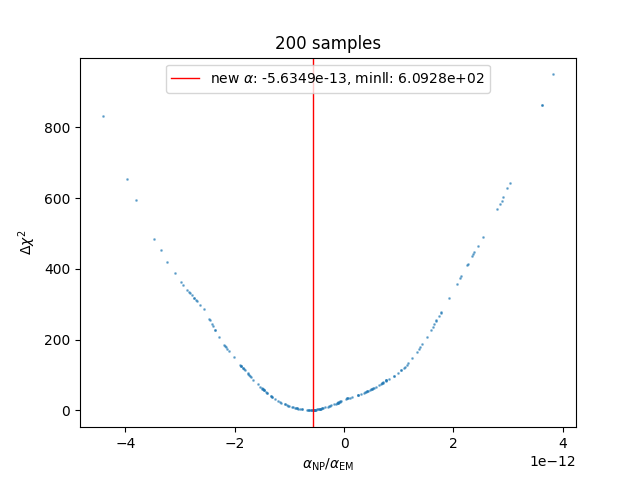 200 samples
new α: -5.6349e-13, minll: 6.0928e+02
Δχ²
800
600
400
200
0
−4
−2
0
2
4
1e−12
α_NP/α_EM